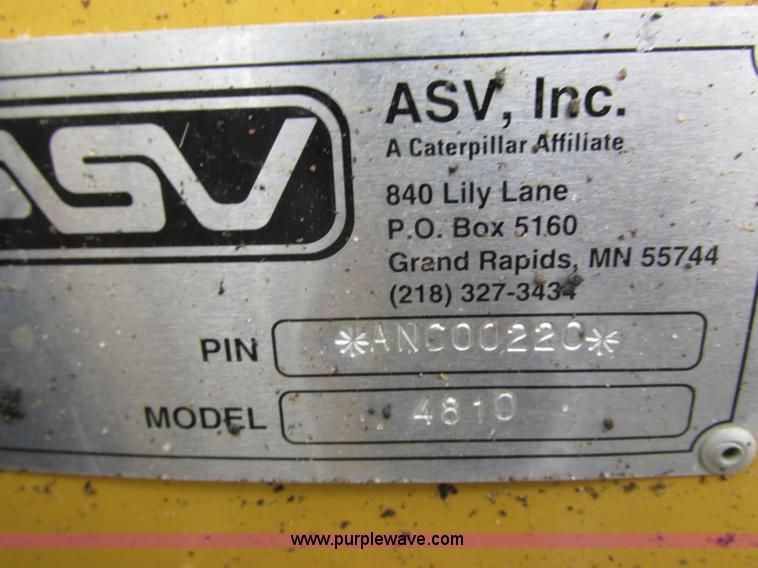 ASV
ASV, Inc.
A Caterpillar Affiliate
840 Lily Lane
P.O. Box 5160
Grand Rapids, MN 55744
(218) 327-3434
PIN *ANC00220*
MODEL 4810
www.purplewave.com